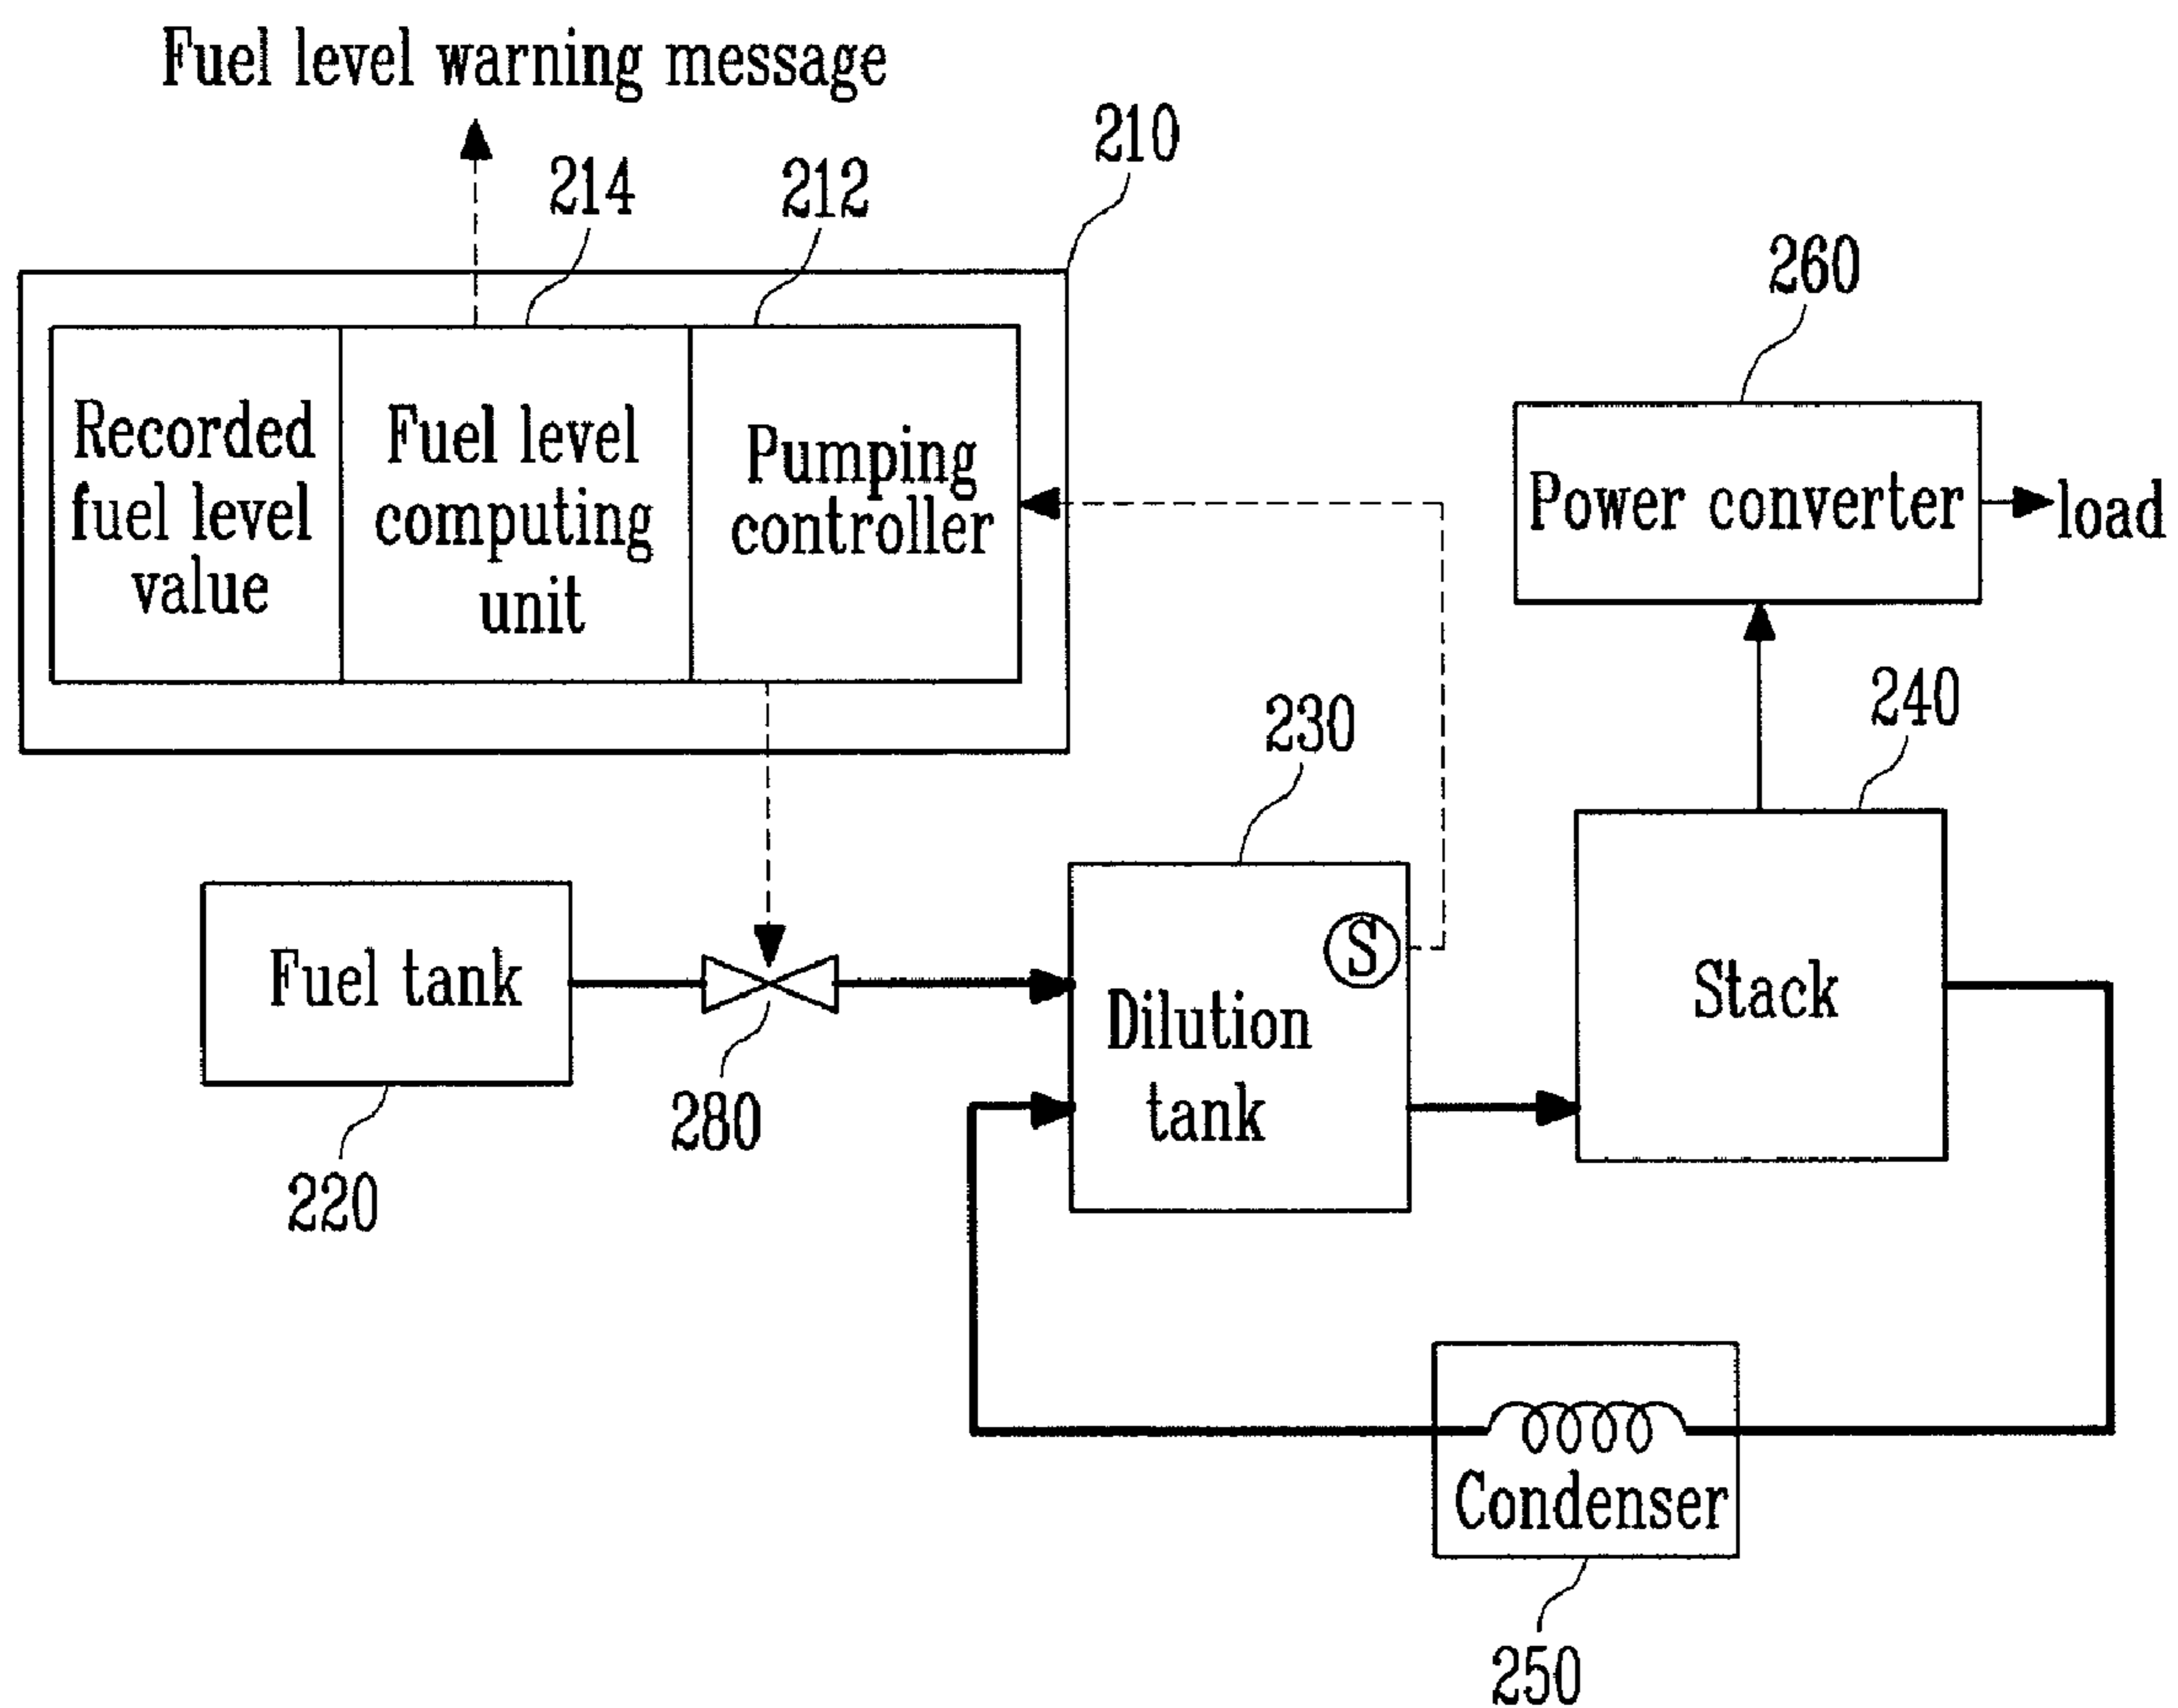 Fuel level warning message
210
214
212
260
Recorded
fuel level
value
Fuel level
computing
unit
Pumping
controller
Power converter
load
230
240
Fuel tank
S
Dilution
tank
Stack
280
220
Condenser
250